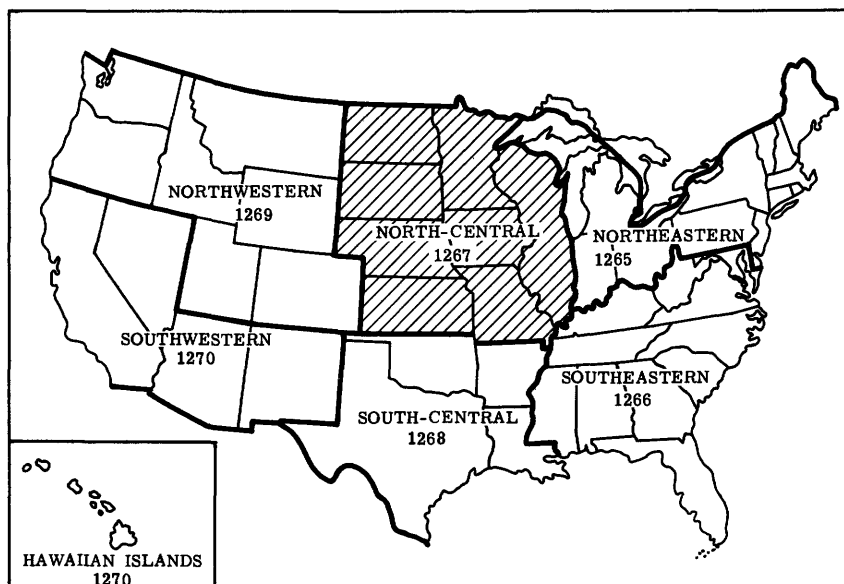 NORTHWESTERN
1269
NORTH-CENTRAL
1267
NORTHEASTERN
1265
SOUTHWESTERN
1270
SOUTHEASTERN
1266
SOUTH-CENTRAL
1268
HAWAIIAN ISLANDS
1270